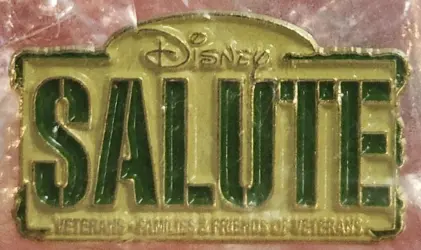 Disney
SALUTE
VETERANS • FAMILIES & FRIENDS OF VETERANS